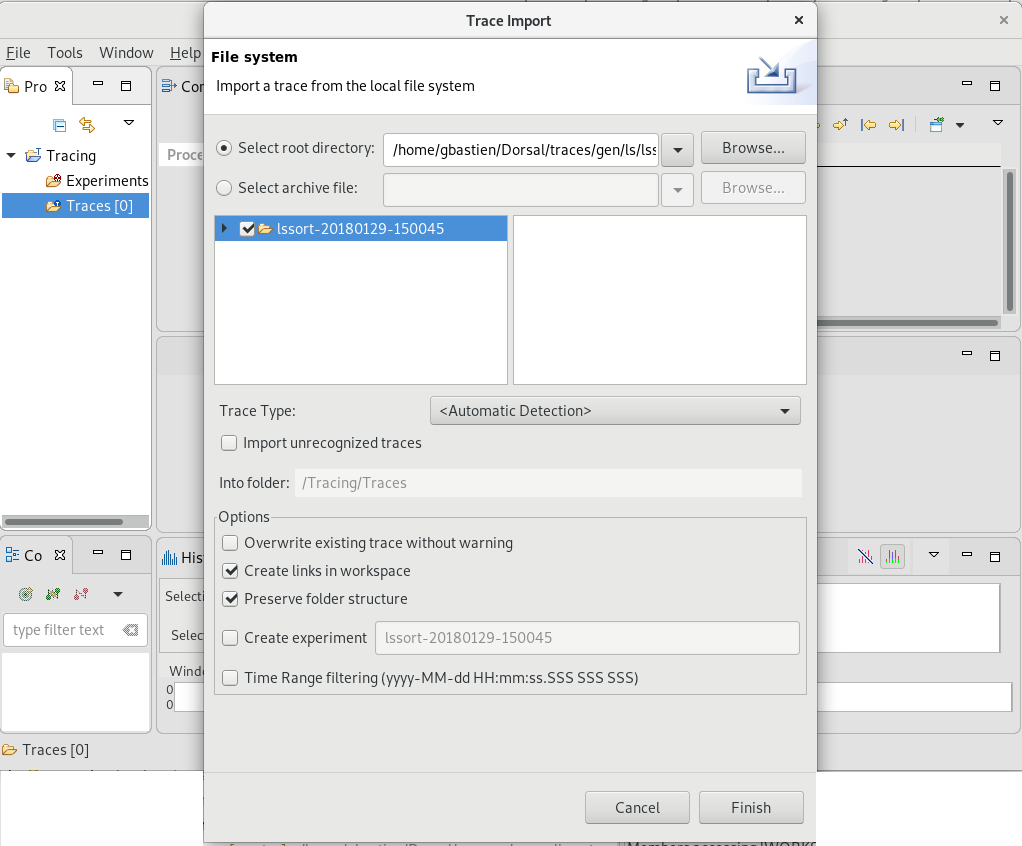 Trace Import
File Tools Window Help
File system
Import a trace from the local file system
Pro
Tracing
Experiments
Traces [0]
Select root directory: /home/gbastien/Dorsal/traces/gen/ls/lss Browse...
Select archive file: Browse...
lssort-20180129-150045
Trace Type: <Automatic Detection>
Import unrecognized traces
Into folder: /Tracing/Traces
Options
Overwrite existing trace without warning
Create links in workspace
Preserve folder structure
Create experiment lssort-20180129-150045
Time Range filtering (yyyy-MM-dd HH:mm:ss.SSS SSS SSS)
Co
type filter text
Con
Proce
His
Selecti
Selec
Windo
0
0
Traces [0]
Cancel Finish